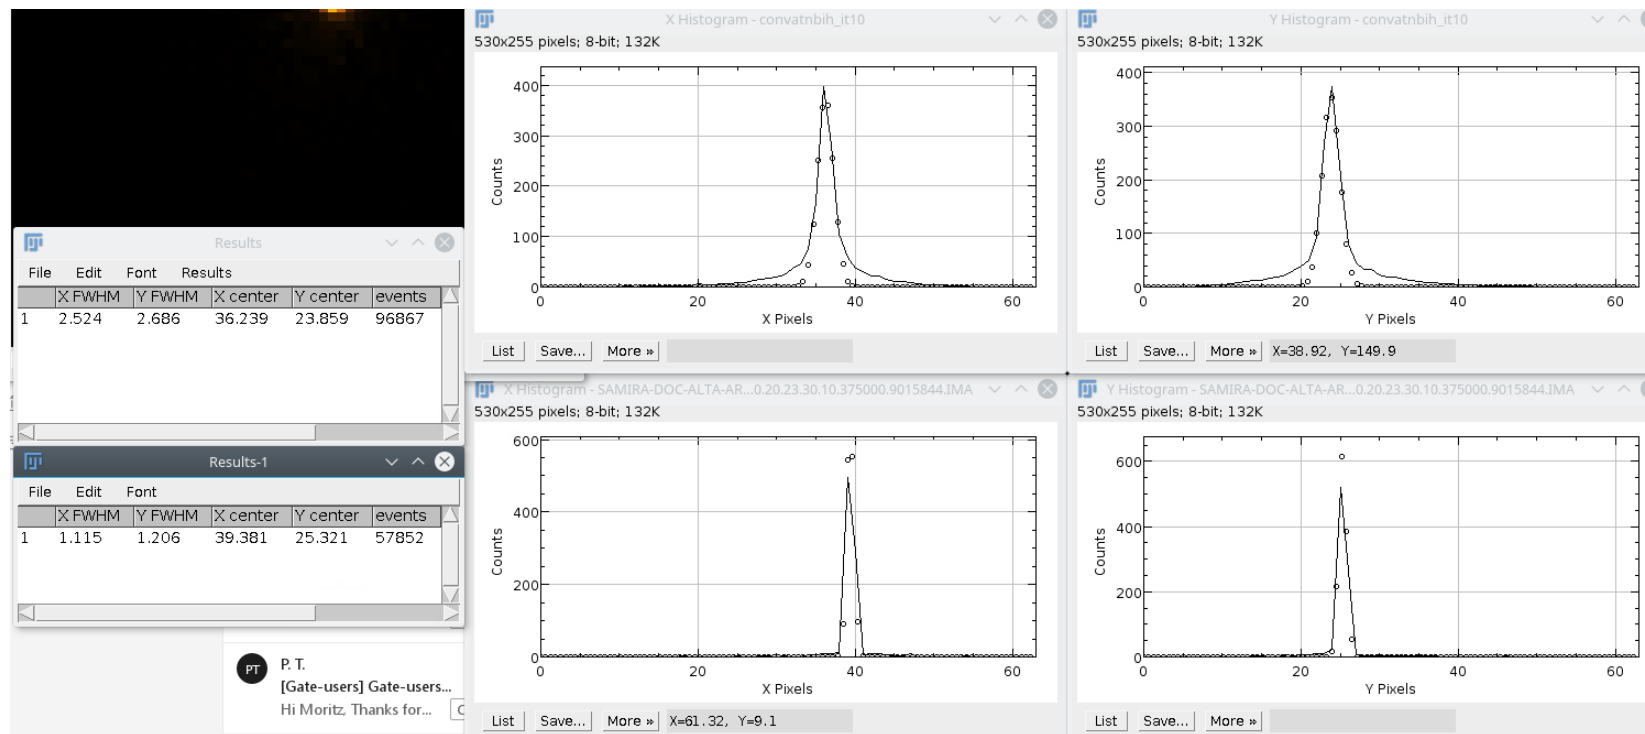 X Histogram - convatnbih_it10
530x255 pixels; 8-bit; 132K
400
300
200
100
0
Counts
0 20 40 60
X Pixels
List Save... More »
Y Histogram - convatnbih_it10
530x255 pixels; 8-bit; 132K
400
300
200
100
0
Counts
0 20 40 60
Y Pixels
List Save... More » X=38.92, Y=149.9
Results
File Edit Font Results
X FWHM Y FWHM X center Y center events
1 2.524 2.686 36.239 23.859 96867
Results-1
File Edit Font
X FWHM Y FWHM X center Y center events
1 1.115 1.206 39.381 25.321 57852
X Histogram - SAMIRA-DOC-ALTA-AR...0.20.23.30.10.375000.9015844.IMA
530x255 pixels; 8-bit; 132K
600
400
200
0
Counts
0 20 40 60
X Pixels
List Save... More » X=61.32, Y=9.1
Y Histogram - SAMIRA-DOC-ALTA-AR...0.20.23.30.10.375000.9015844.IMA
530x255 pixels; 8-bit; 132K
600
400
200
0
Counts
0 20 40 60
Y Pixels
List Save... More »
PT
P. T.
[Gate-users] Gate-users...
Hi Moritz, Thanks for...